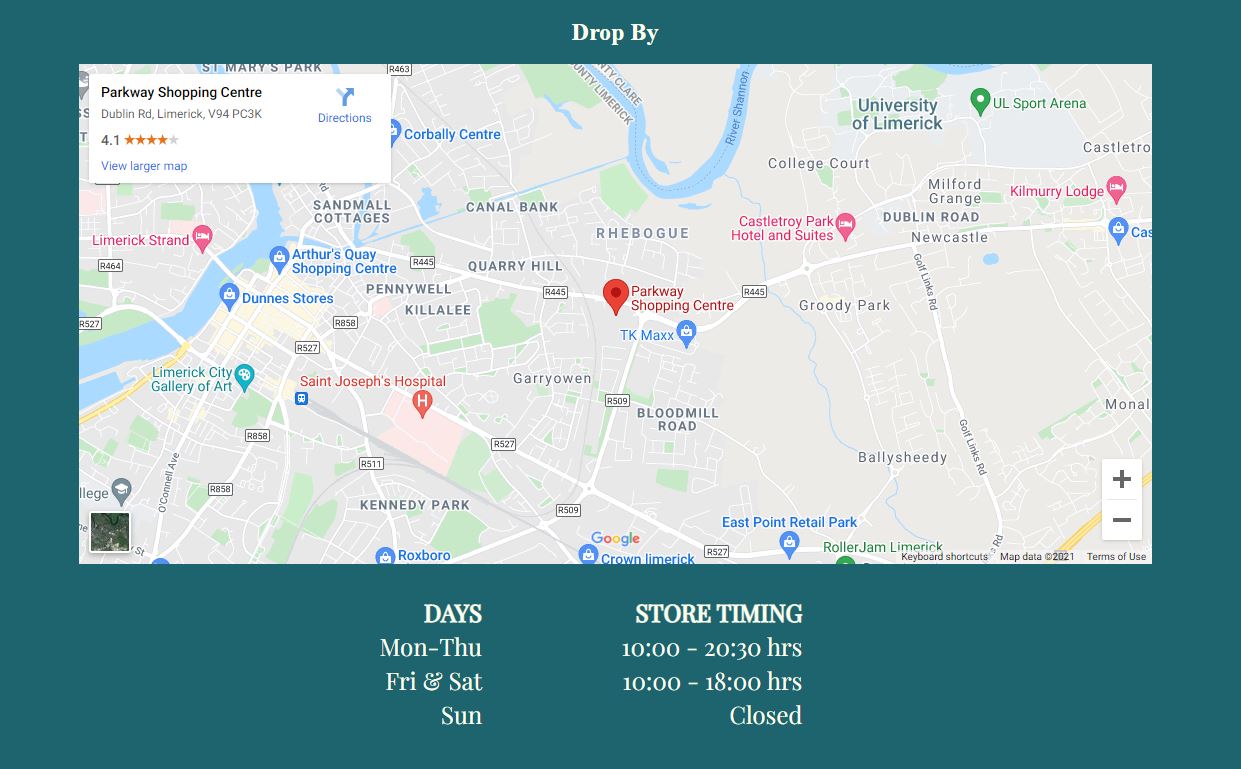 Drop By
ST MARY'S PARK
R463
Parkway Shopping Centre
Dublin Rd, Limerick, V94 PC3K
Directions
4.1
View larger map
Corbally Centre
COUNTY LIMERICK
River Shannon
University
of Limerick
UL Sport Arena
College Court
Castletro
Milford
Grange
Kilmurry Lodge
SANDMALL
COTTAGES
CANAL BANK
Castletroy Park
Hotel and Suites
DUBLIN ROAD
Newcastle
Cas
RHEBOGUE
Limerick Strand
Arthur's Quay
Shopping Centre
R464
R445
QUARRY HILL
PENNYWELL
R445
Parkway
Shopping Centre
R445
Golf Links Rd
Dunnes Stores
KILLALEE
Groody Park
R527
R858
TK Maxx
R527
Limerick City
Gallery of Art
Saint Joseph's Hospital
Garryowen
R509
BLOODMILL
ROAD
Monal
R858
R527
Golf Links Rd
Ballysheedy
R511
O'Connell Ave
llege
R858
KENNEDY PARK
R509
East Point Retail Park
Google
Roxboro
Crown limerick
R527
RollerJam Limerick
Keyboard shortcuts
Map data ©2021
Terms of Use
DAYS
STORE TIMING
Mon-Thu
10:00 - 20:30 hrs
Fri & Sat
10:00 - 18:00 hrs
Sun
Closed